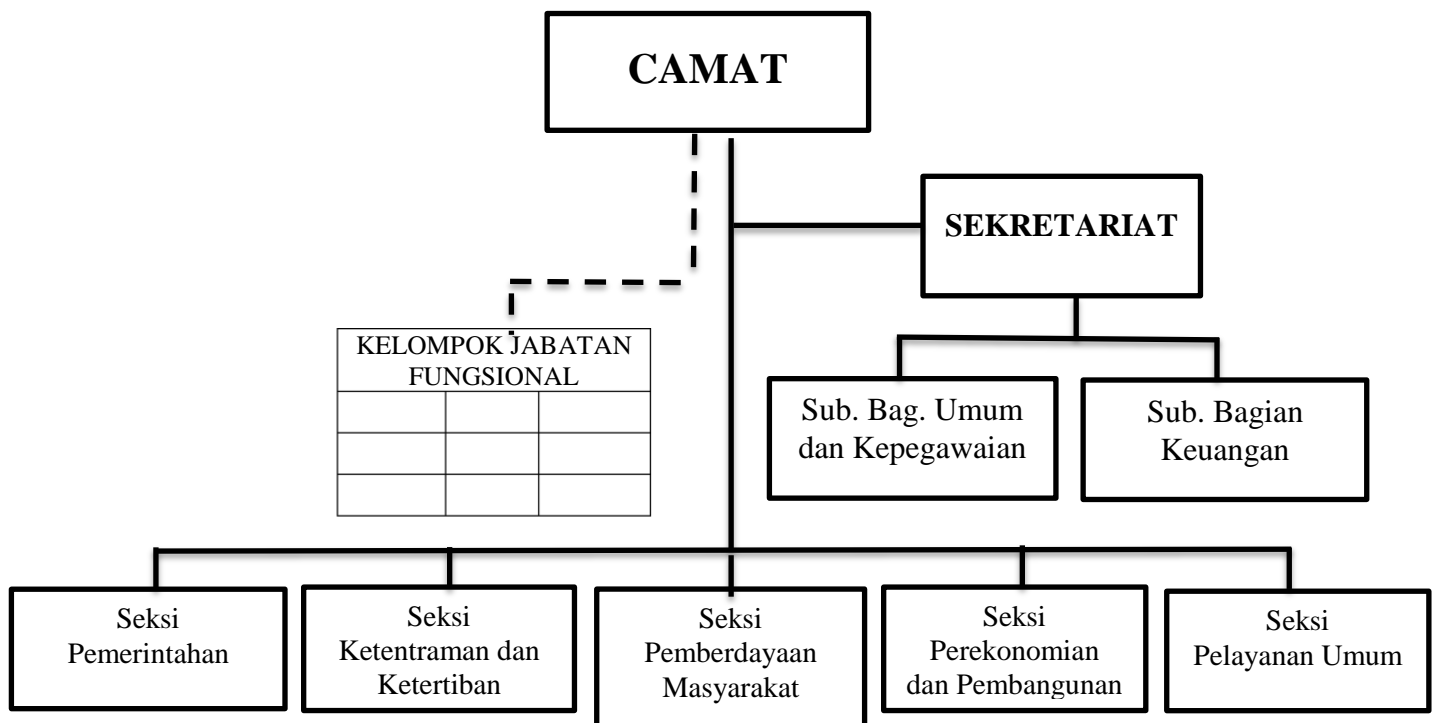 CAMAT
SEKRETARIAT
KELOMPOK JABATAN
FUNGSIONAL
Sub. Bag. Umum
dan Kepegawaian
Sub. Bagian
Keuangan
Seksi
Pemerintahan
Seksi
Ketentraman dan
Ketertiban
Seksi
Pemberdayaan
Masyarakat
Seksi
Perekonomian
dan Pembangunan
Seksi
Pelayanan Umum